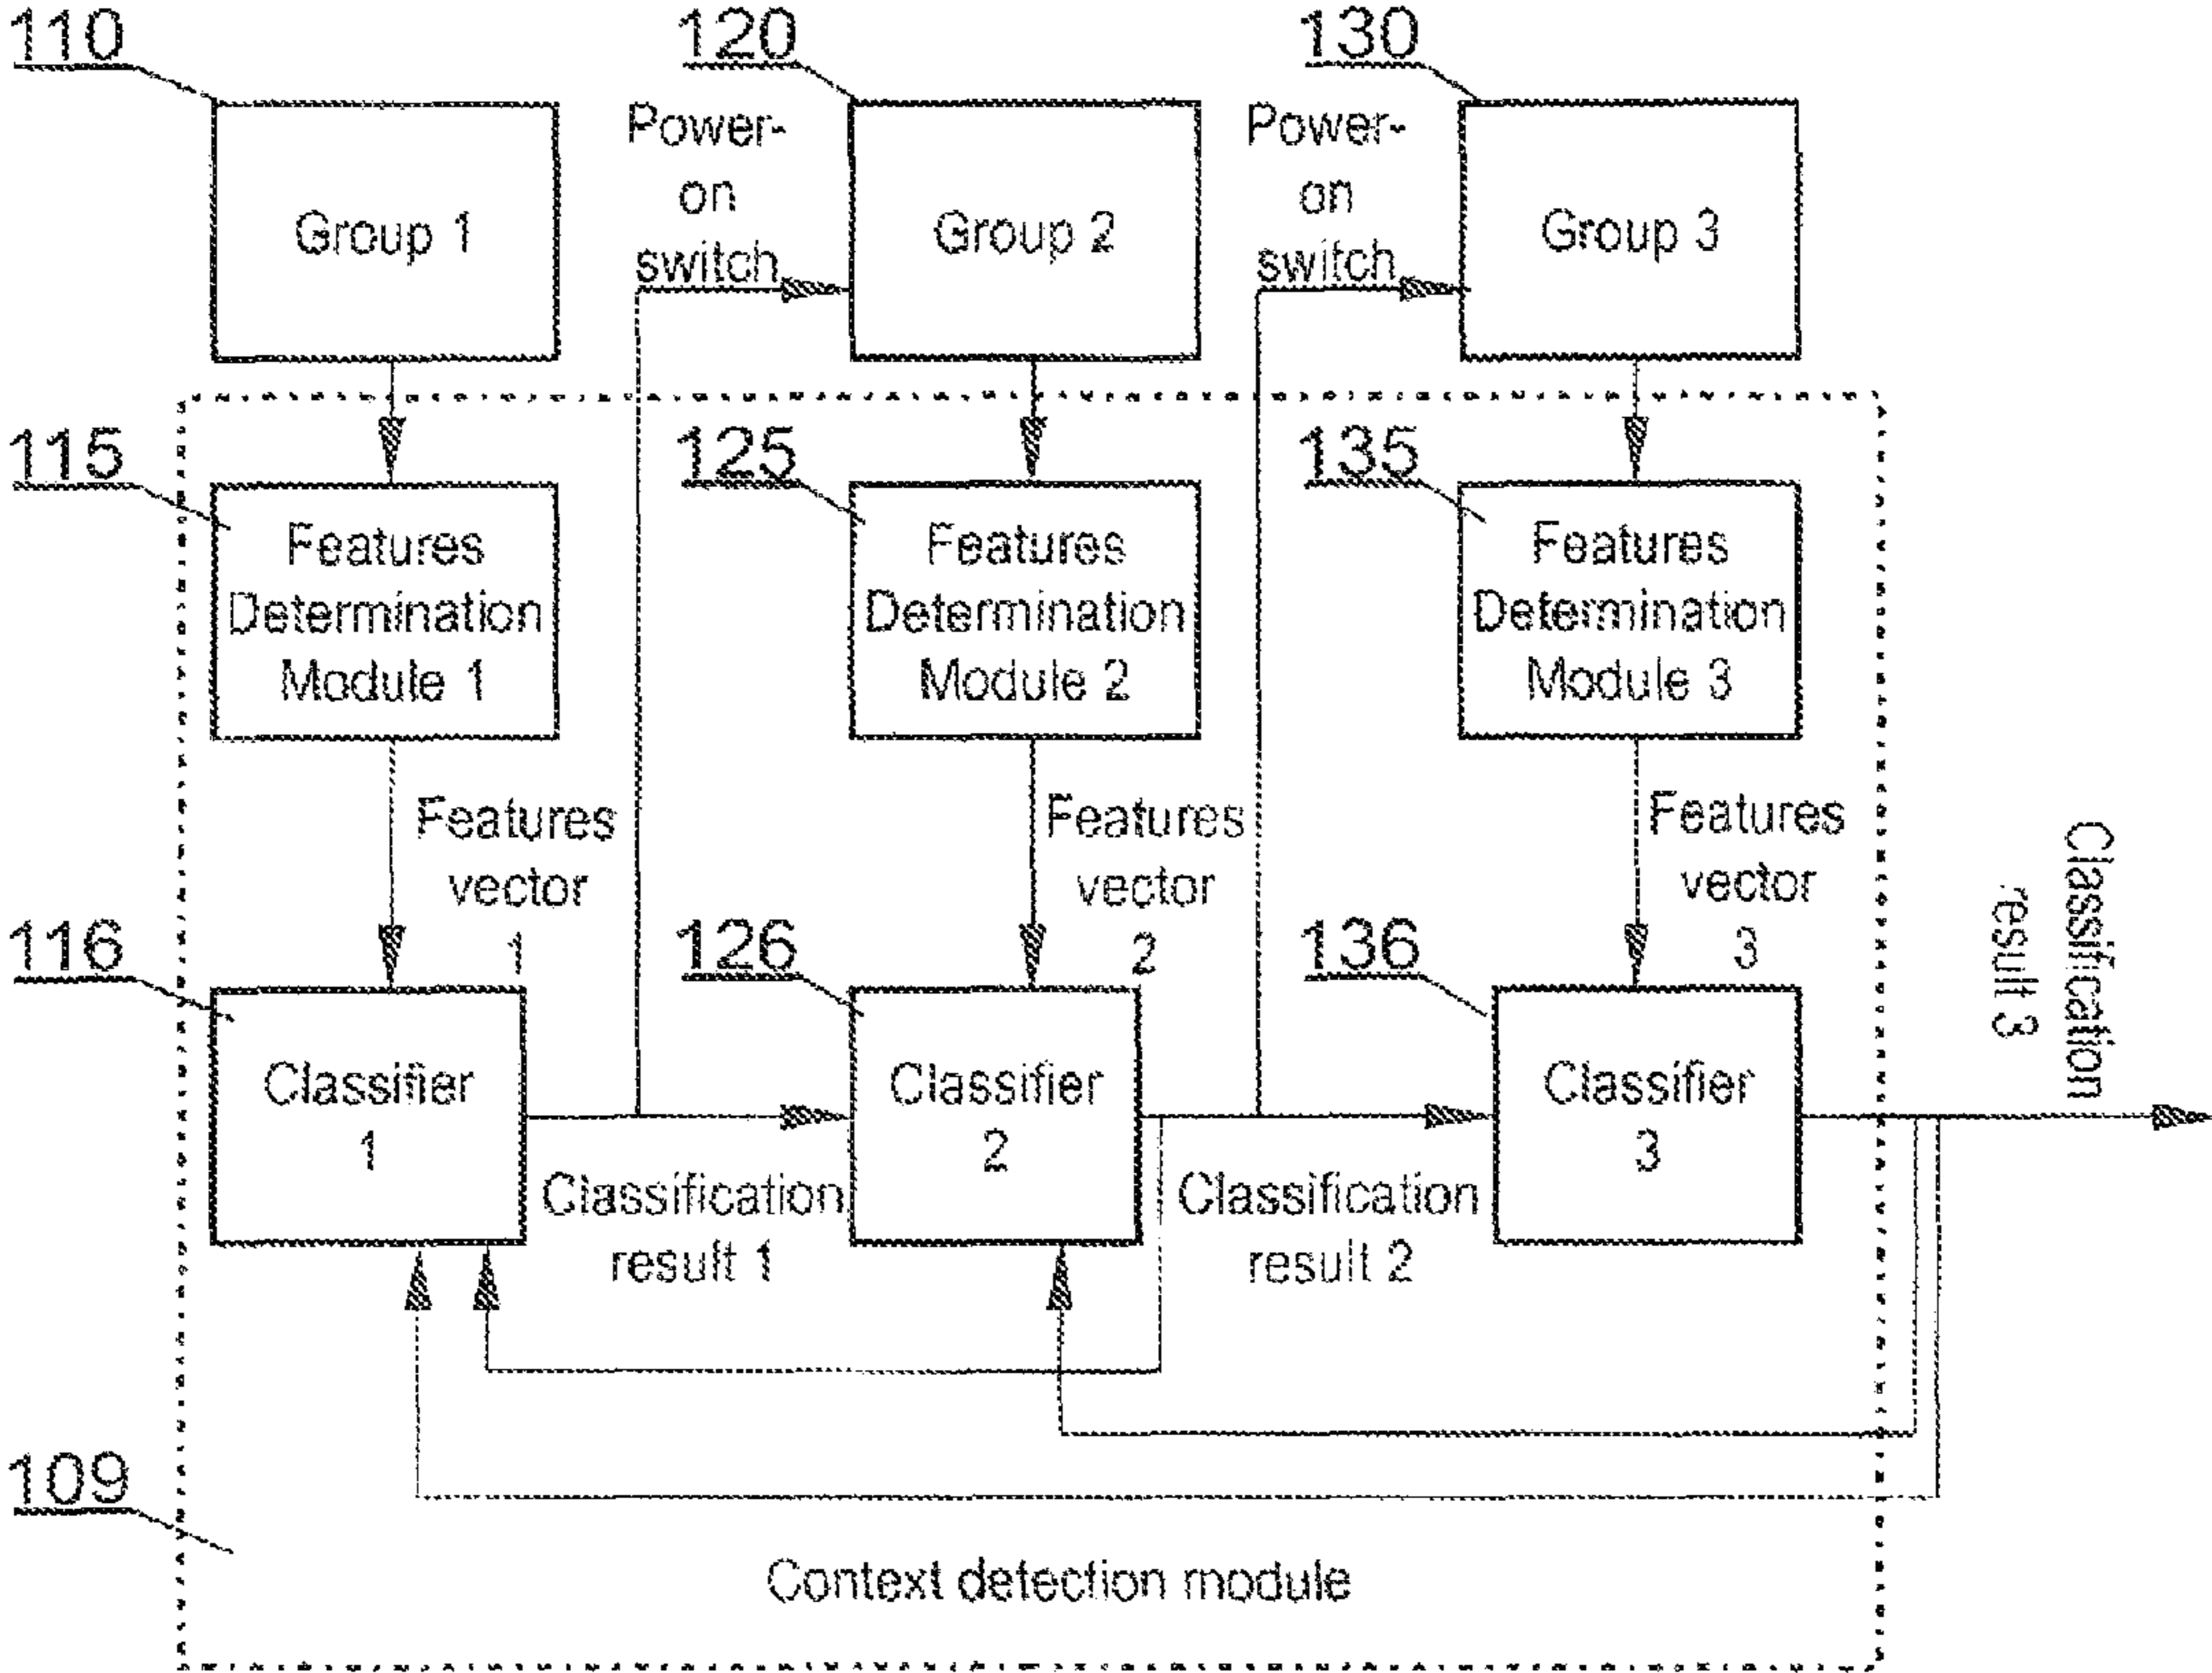 110
120
130
Power-
on
switch
Power-
on
switch
Group 1
Group 2
Group 3
115
125
135
Features
Determination
Module 1
Features
Determination
Module 2
Features
Determination
Module 3
Features
vector
1
Features
vector
2
Features
vector
3
116
126
136
Classifier
1
Classifier
2
Classifier
3
Classification
result 1
Classification
result 2
Classification
result 3
109
Context detection module